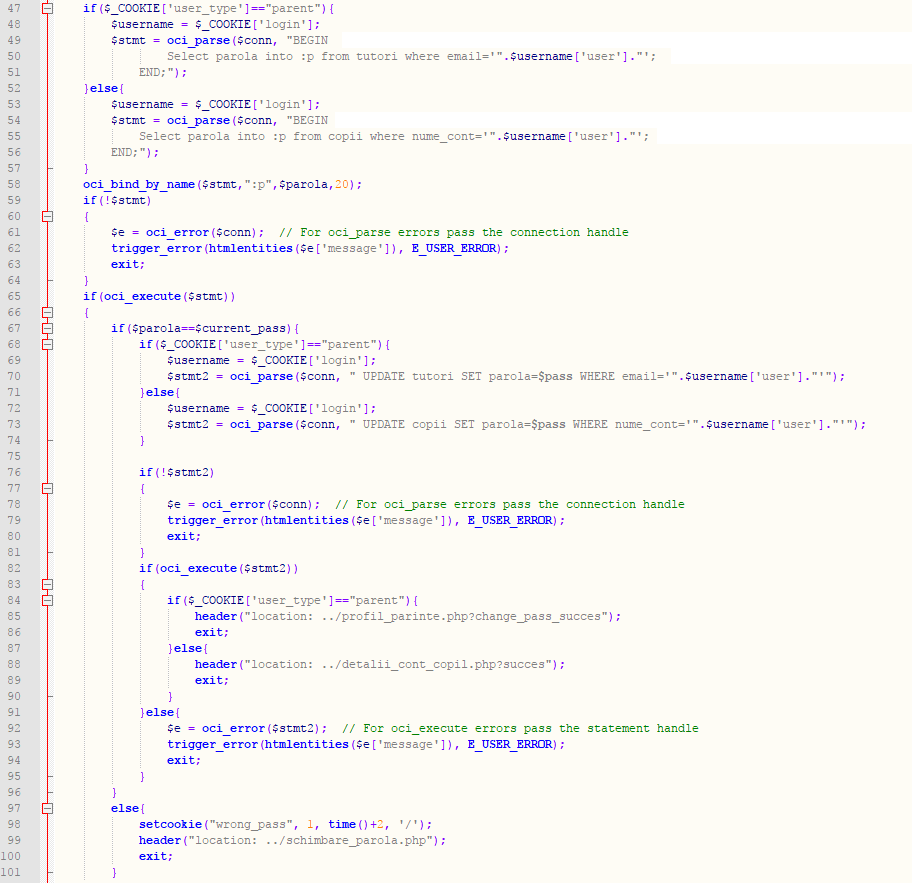 47 if($_COOKIE['user_type']=="parent"){
48 $username = $_COOKIE['login'];
49 $stmt = oci_parse($conn, "BEGIN
50 Select parola into :p from tutori where email='".$username['user']."';
51 END;");
52 }else{
53 $username = $_COOKIE['login'];
54 $stmt = oci_parse($conn, "BEGIN
55 Select parola into :p from copii where nume_cont='".$username['user']."';
56 END;");
57 }
58 oci_bind_by_name($stmt,":p",$parola,20);
59 if(!$stmt)
60 {
61 $e = oci_error($conn);  // For oci_parse errors pass the connection handle
62 trigger_error(htmlentities($e['message']), E_USER_ERROR);
63 exit;
64 }
65 if(oci_execute($stmt))
66 {
67 if($parola==$current_pass){
68 if($_COOKIE['user_type']=="parent"){
69 $username = $_COOKIE['login'];
70 $stmt2 = oci_parse($conn, " UPDATE tutori SET parola=$pass WHERE email='".$username['user']."'");
71 }else{
72 $username = $_COOKIE['login'];
73 $stmt2 = oci_parse($conn, " UPDATE copii SET parola=$pass WHERE nume_cont='".$username['user']."'");
74 }
75
76 if(!$stmt2)
77 {
78 $e = oci_error($conn);  // For oci_parse errors pass the connection handle
79 trigger_error(htmlentities($e['message']), E_USER_ERROR);
80 exit;
81 }
82 if(oci_execute($stmt2))
83 {
84 if($_COOKIE['user_type']=="parent"){
85 header("location: ../profil_parinte.php?change_pass_succes");
86 exit;
87 }else{
88 header("location: ../detalii_cont_copil.php?succes");
89 exit;
90 }
91 }else{
92 $e = oci_error($stmt2);  // For oci_execute errors pass the statement handle
93 trigger_error(htmlentities($e['message']), E_USER_ERROR);
94 exit;
95 }
96 }
97 else{
98 setcookie("wrong_pass", 1, time()+2, '/');
99 header("location: ../schimbare_parola.php");
100 exit;
101 }